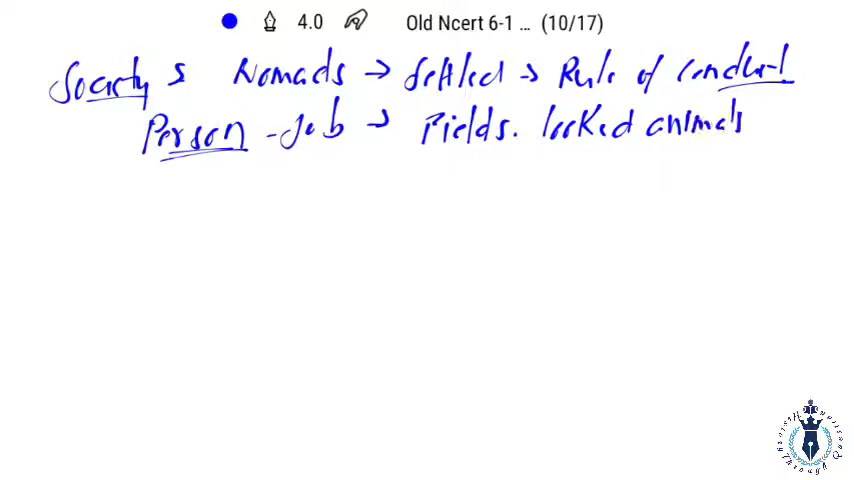 4.0 Old Ncert 6-1 ... (10/17)
Society : Nomads → Settled → Rule of conduct
Person - Job → Fields. looked animals